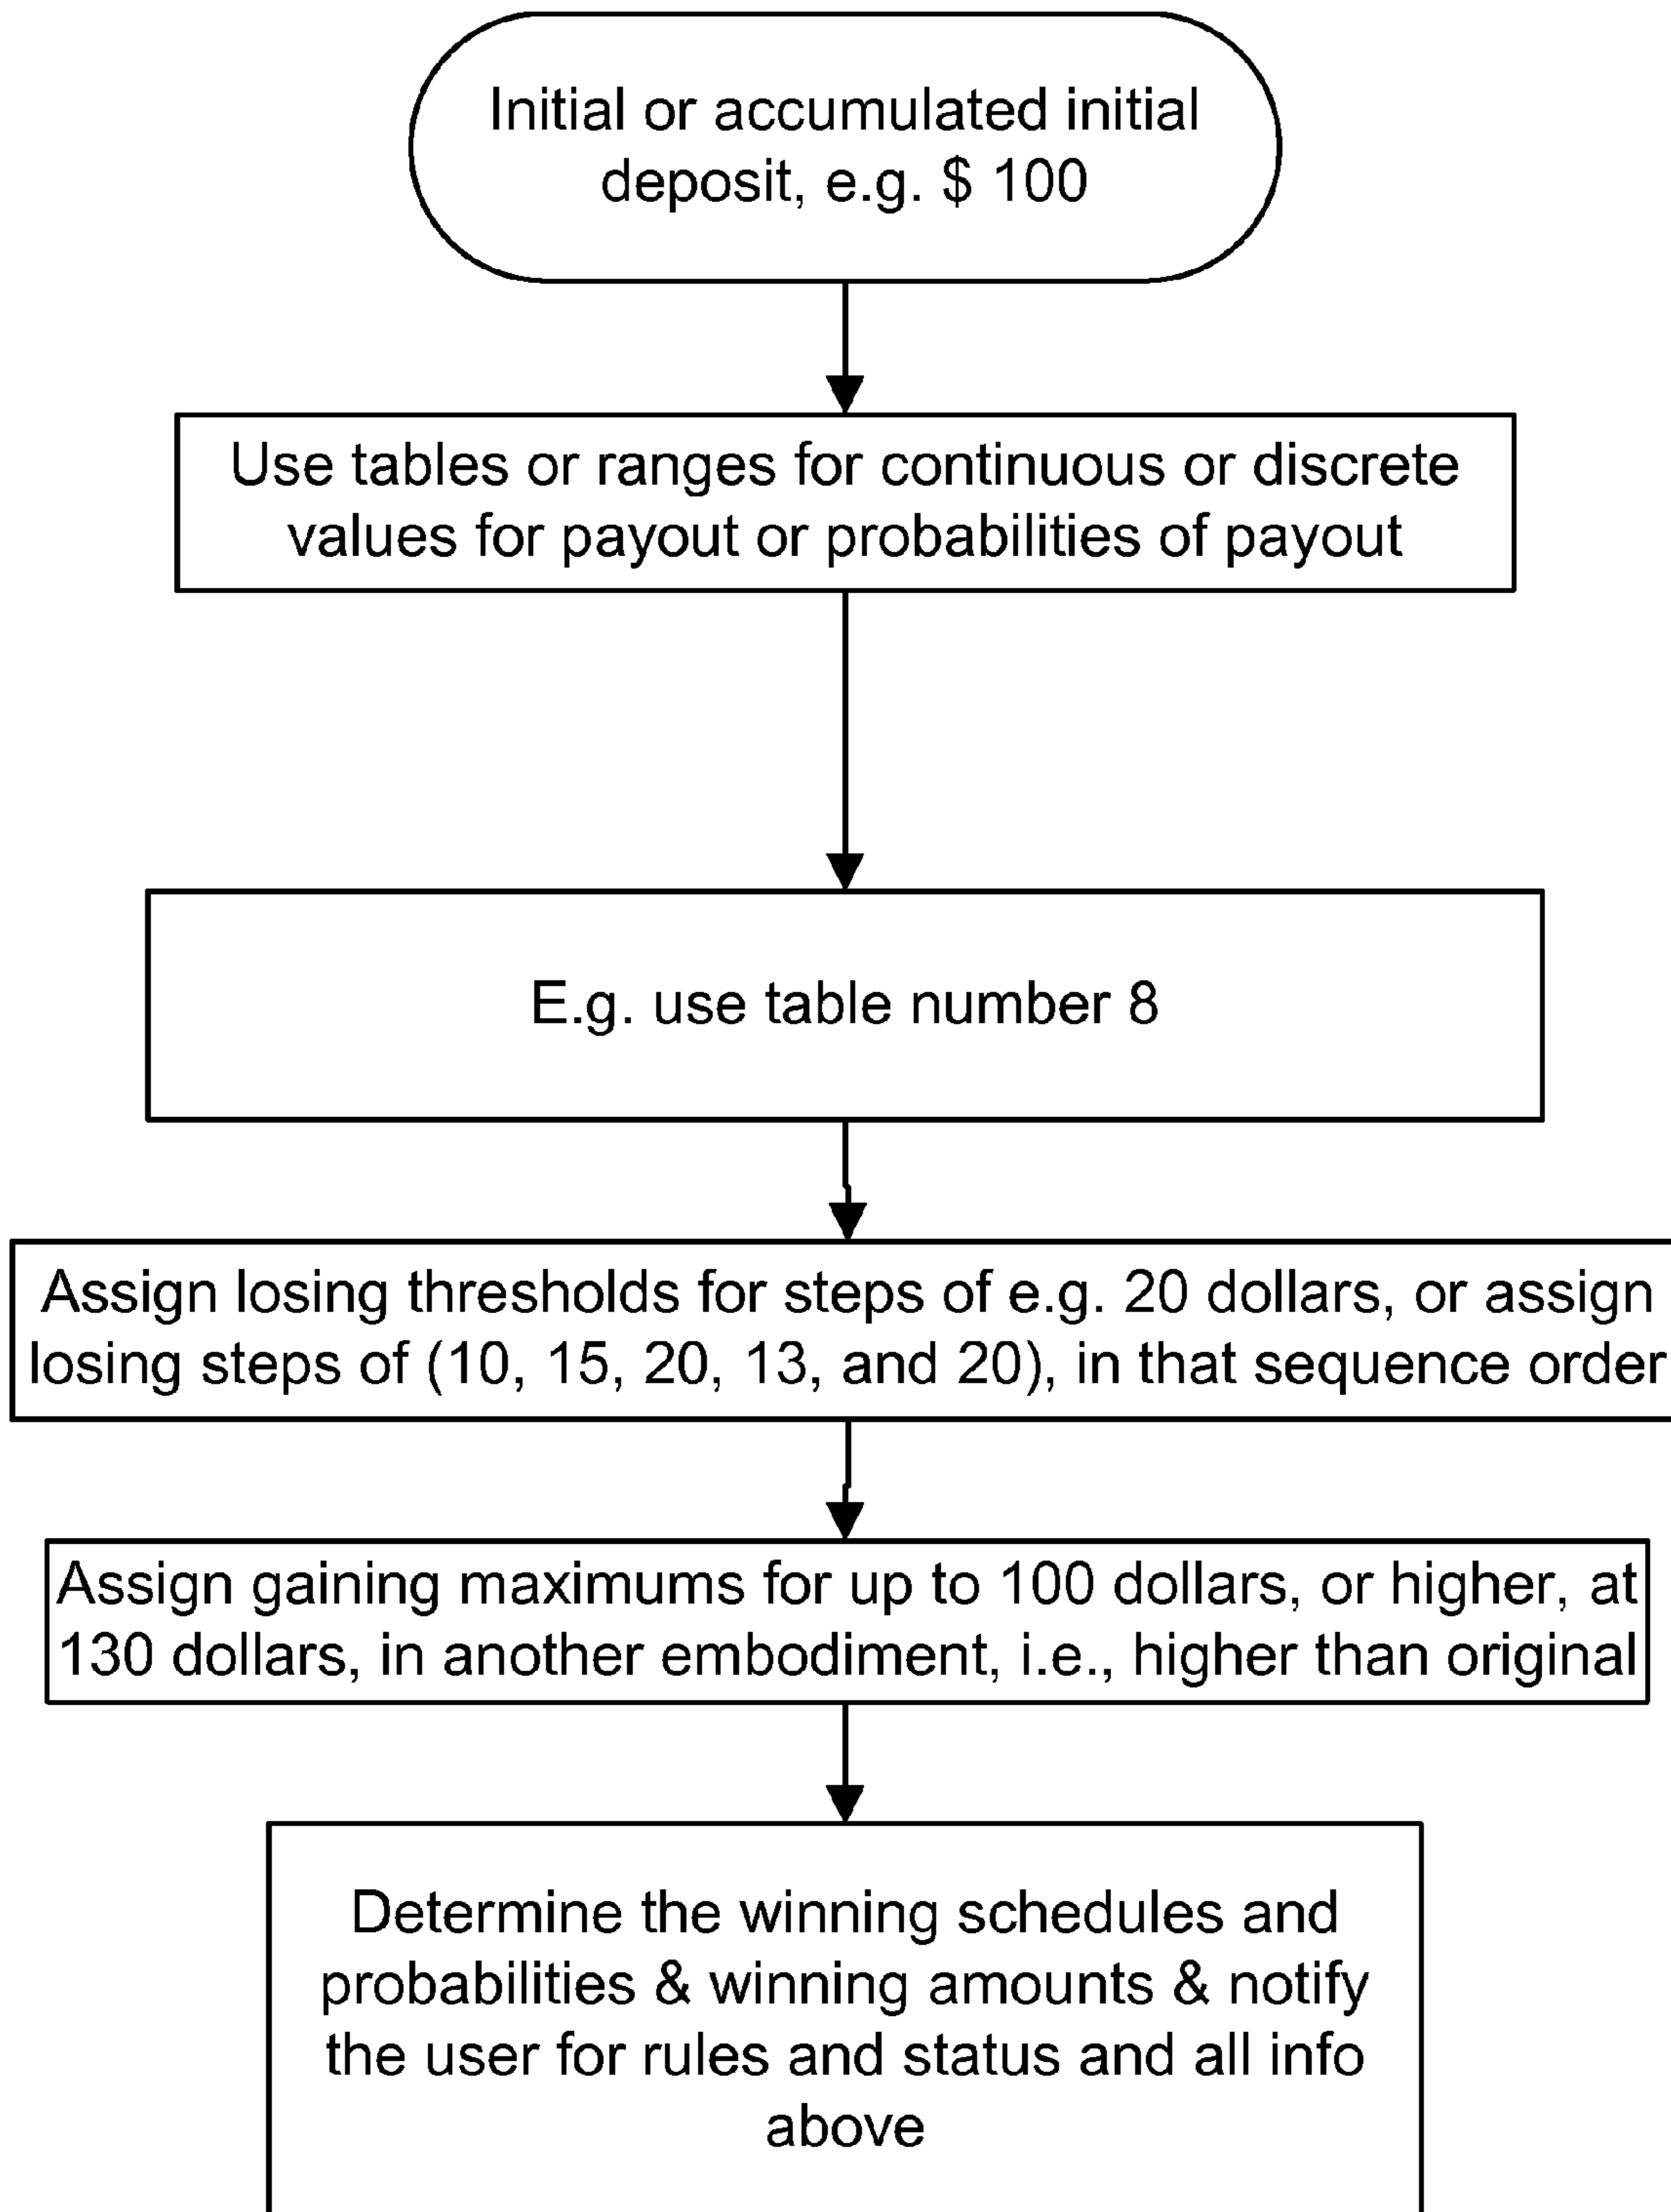 Initial or accumulated initial
deposit, e.g. $ 100
Use tables or ranges for continuous or discrete
values for payout or probabilities of payout
E.g. use table number 8
Assign losing thresholds for steps of e.g. 20 dollars, or assign
losing steps of (10, 15, 20, 13, and 20), in that sequence order
Assign gaining maximums for up to 100 dollars, or higher, at
130 dollars, in another embodiment, i.e., higher than original
Determine the winning schedules and
probabilities & winning amounts & notify
the user for rules and status and all info
above